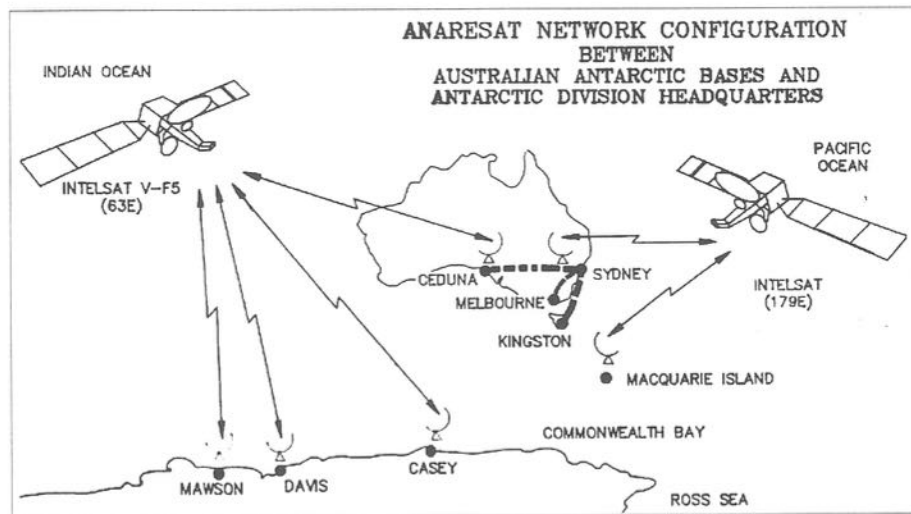 ANARESAT NETWORK CONFIGURATION
BETWEEN
AUSTRALIAN ANTARCTIC BASES AND
ANTARCTIC DIVISION HEADQUARTERS
INDIAN OCEAN
PACIFIC
OCEAN
INTELSAT V-F5
(63E)
CEDUNA
SYDNEY
MELBOURNE
INTELSAT
(179E)
KINGSTON
MACQUARIE ISLAND
COMMONWEALTH BAY
CASEY
MAWSON
DAVIS
ROSS SEA